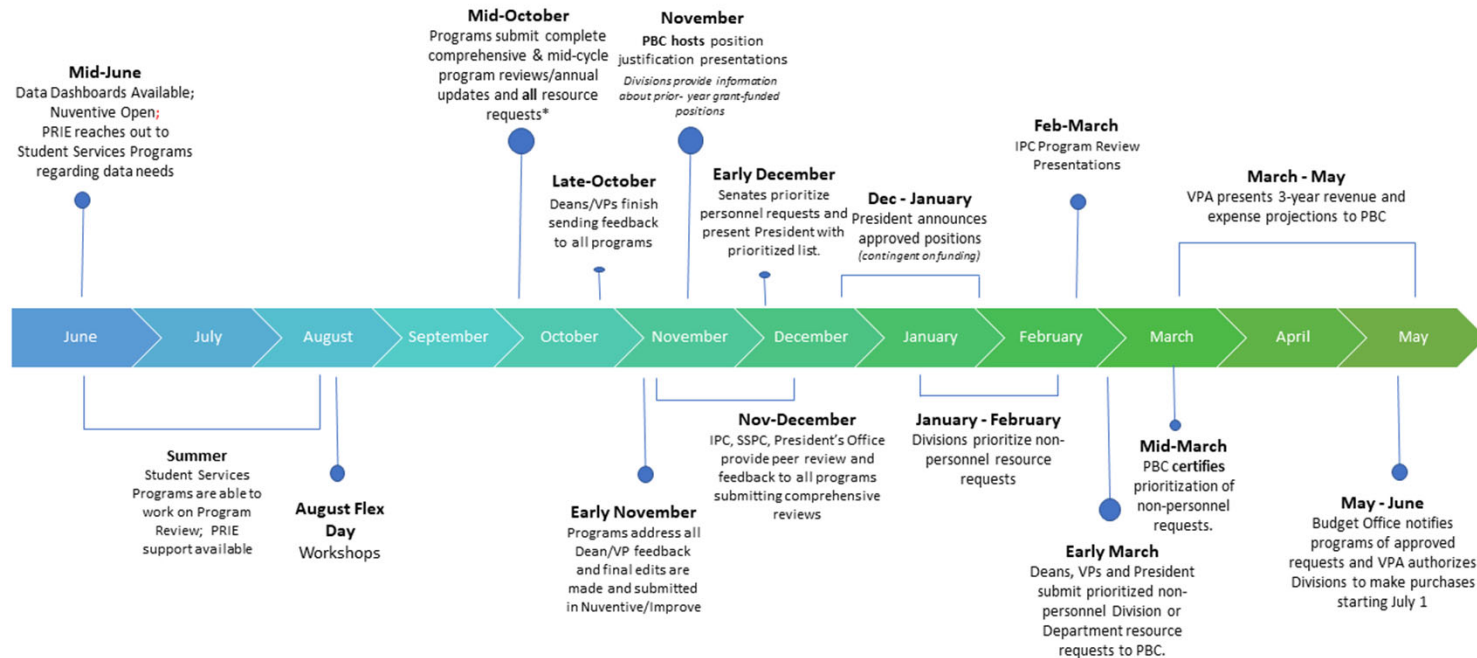 Mid-June
Data Dashboards Available;
Nuventive Open;
PRIE reaches out to
Student Services Programs
regarding data needs
Mid-October
Programs submit complete
comprehensive & mid-cycle
program reviews/annual
updates and all resource
requests*
Late-October
Deans/VPs finish
sending feedback
to all programs
November
PBC hosts position
justification presentations
Divisions provide information
about prior- year grant-funded
positions
Early December
Senates prioritize
personnel requests and
present President with
prioritized list.
Dec - January
President announces
approved positions
(contingent on funding)
Feb-March
IPC Program Review
Presentations
March - May
VPA presents 3-year revenue and
expense projections to PBC
June
July
August
September
October
November
December
January
February
March
April
May
Summer
Student Services
Programs are able to
work on Program
Review; PRIE
support available
August Flex
Day
Workshops
Early November
Programs address all
Dean/VP feedback
and final edits are
made and submitted
in Nuventive/Improve
Nov-December
IPC, SSPC, President's Office
provide peer review and
feedback to all programs
submitting comprehensive
reviews
January - February
Divisions prioritize non-
personnel resource
requests
Early March
Deans, VPs and President
submit prioritized non-
personnel Division or
Department resource
requests to PBC.
Mid-March
PBC certifies
prioritization of
non-personnel
requests.
May - June
Budget Office notifies
programs of approved
requests and VPA authorizes
Divisions to make purchases
starting July 1